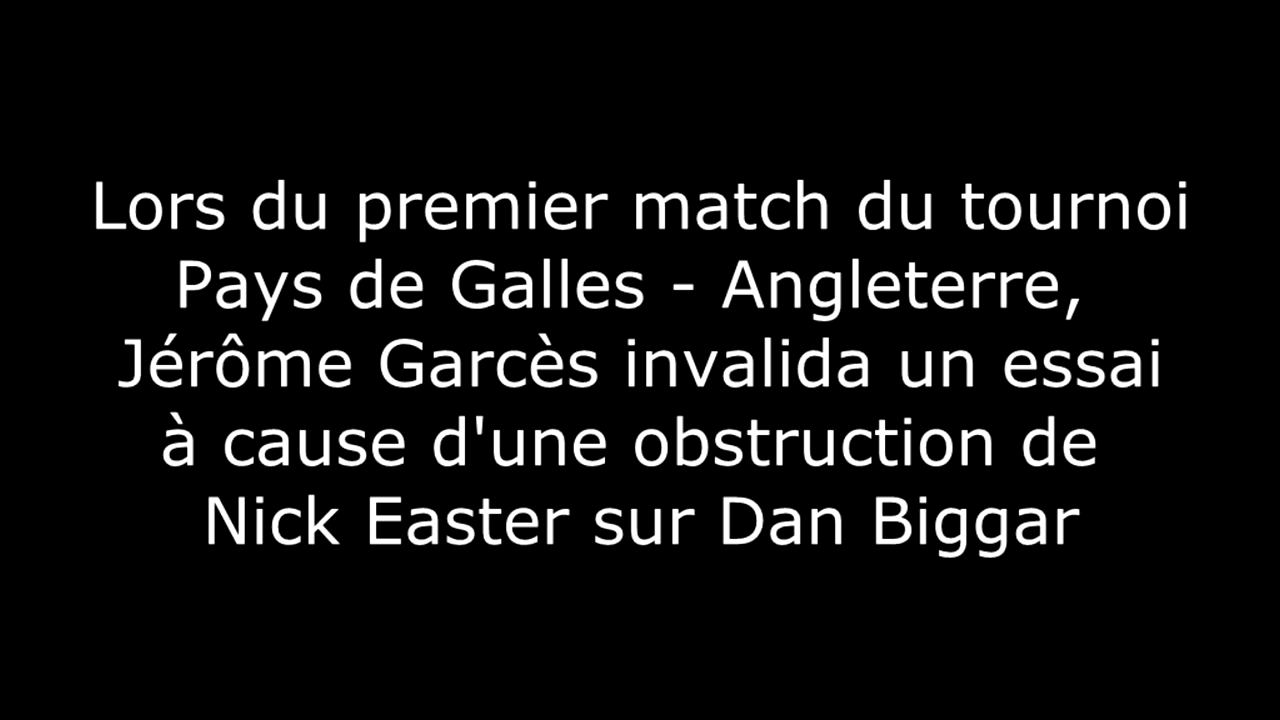 Lors du premier match du tournoi
Pays de Galles - Angleterre,
Jérôme Garcès invalida un essai
à cause d'une obstruction de
Nick Easter sur Dan Biggar